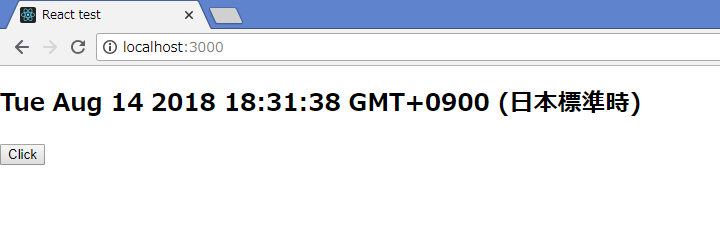 React test
localhost:3000
Tue Aug 14 2018 18:31:38 GMT+0900 (日本標準時)
Click